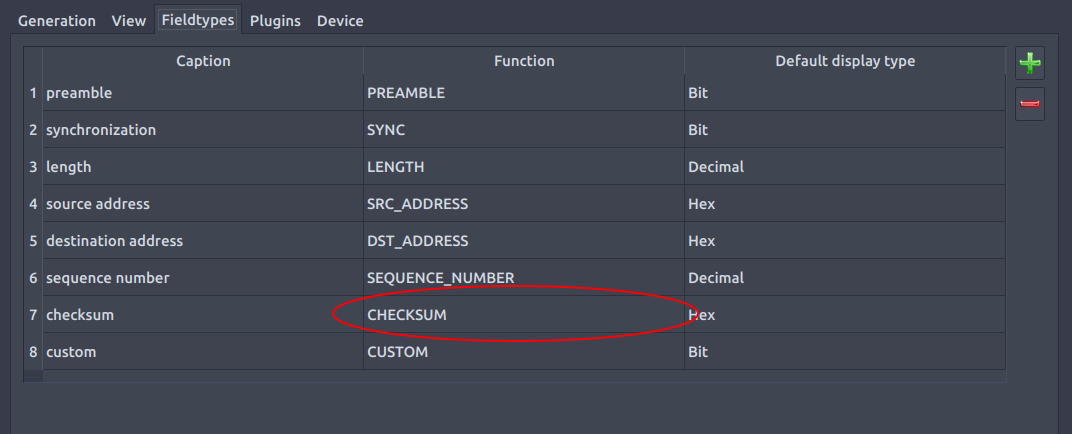 Generation View Fieldtypes Plugins Device
Caption Function Default display type
1 preamble PREAMBLE Bit
2 synchronization SYNC Bit
3 length LENGTH Decimal
4 source address SRC_ADDRESS Hex
5 destination address DST_ADDRESS Hex
6 sequence number SEQUENCE_NUMBER Decimal
7 checksum CHECKSUM Hex
8 custom CUSTOM Bit